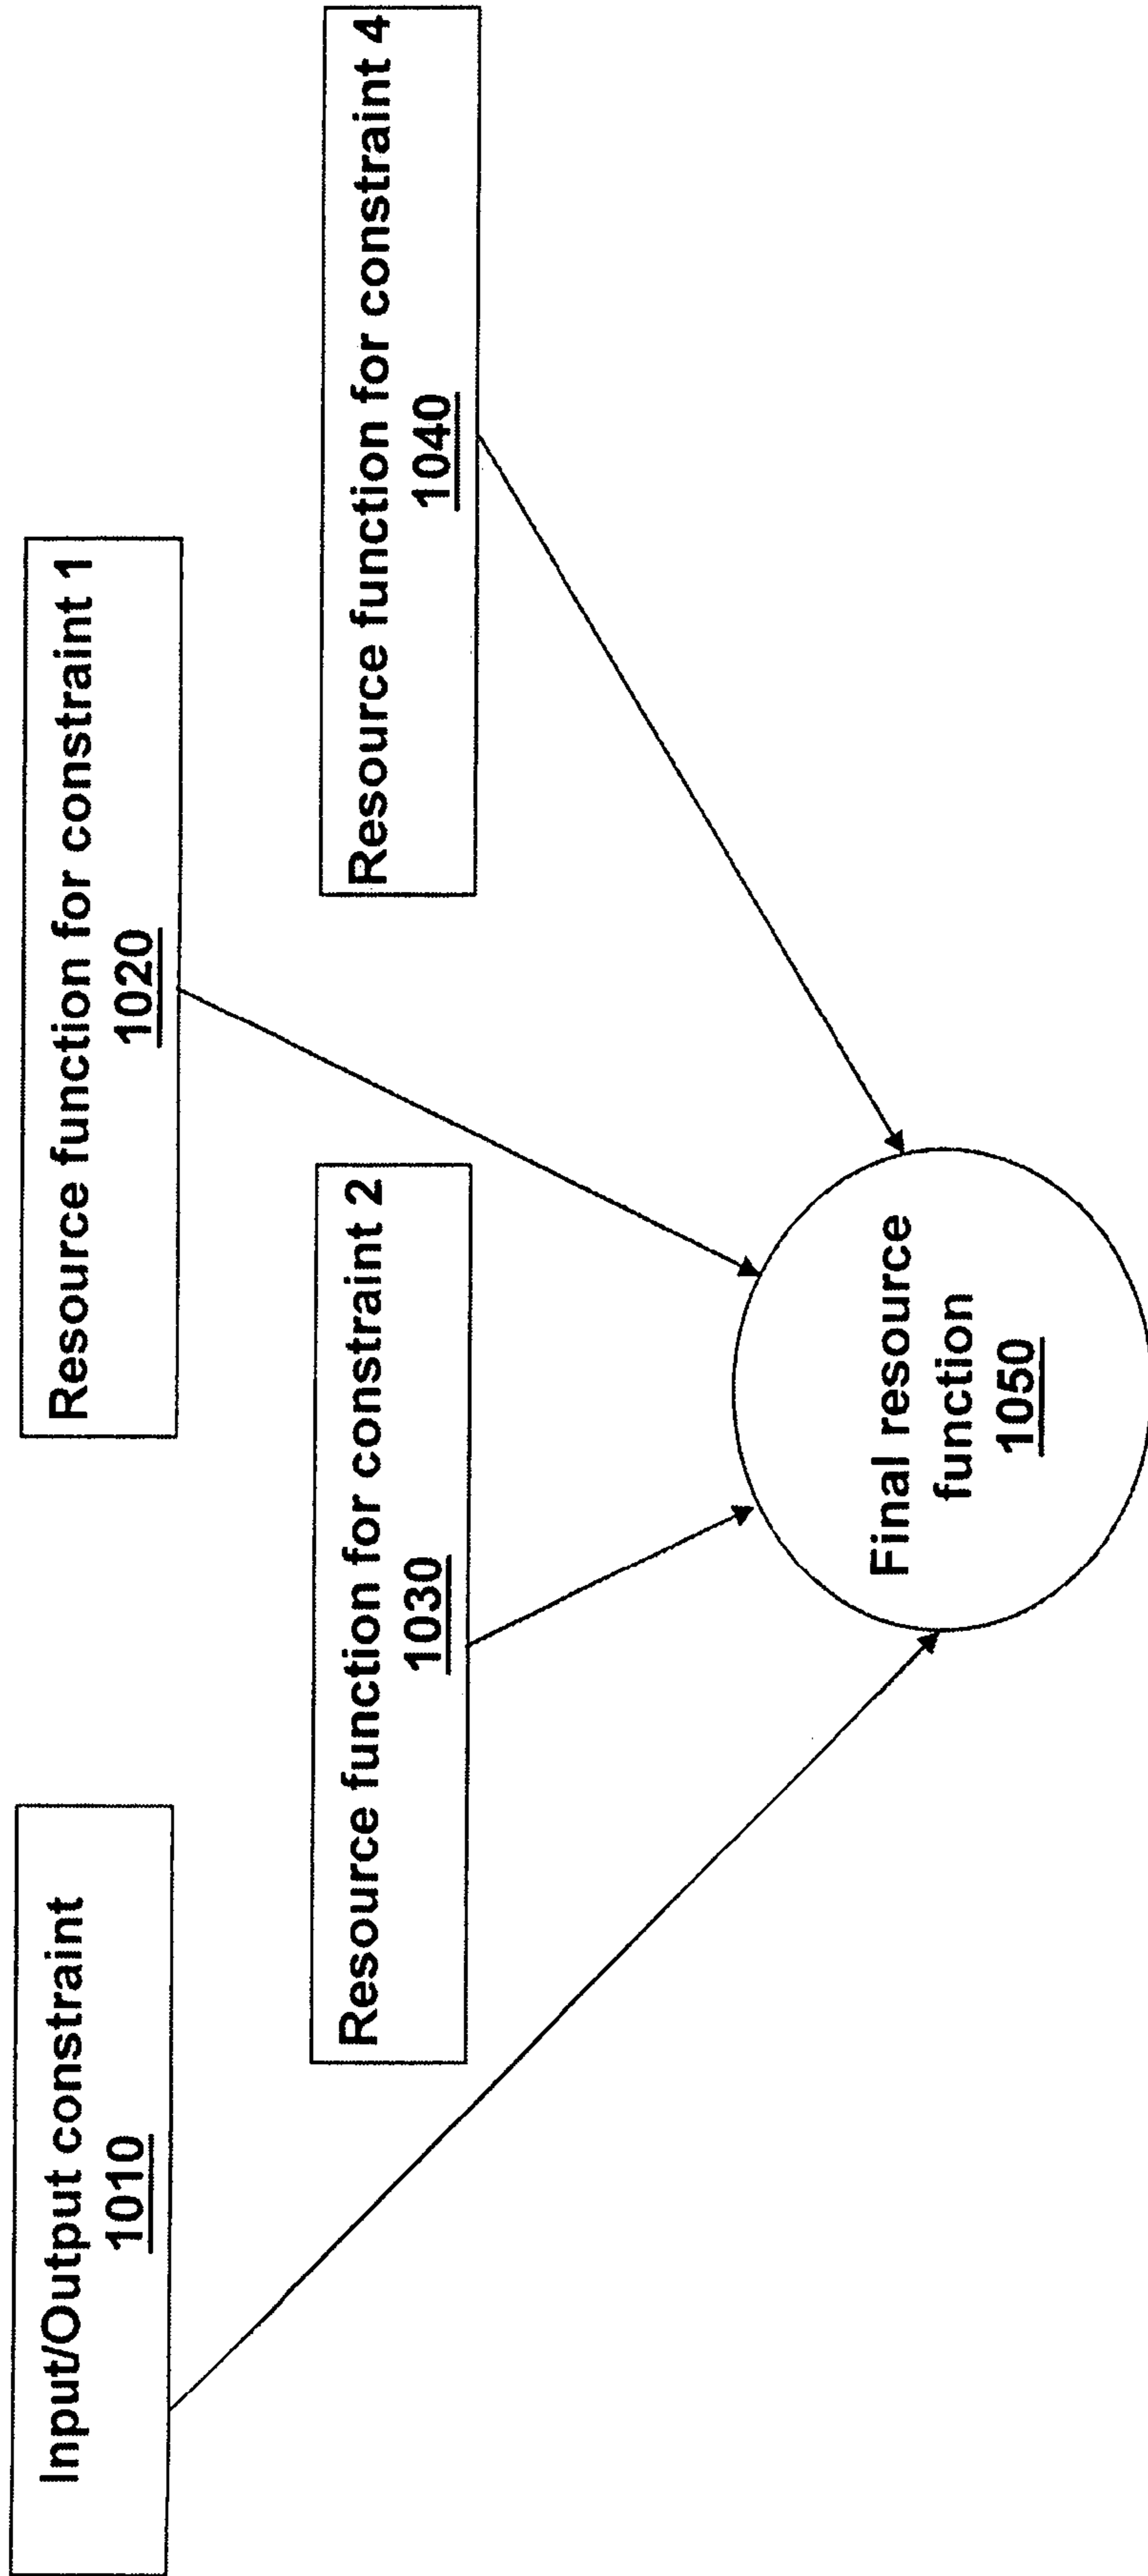 Input/Output constraint
1010
Resource function for constraint 1
1020
Resource function for constraint 2
1030
Resource function for constraint 4
1040
Final resource
function
1050